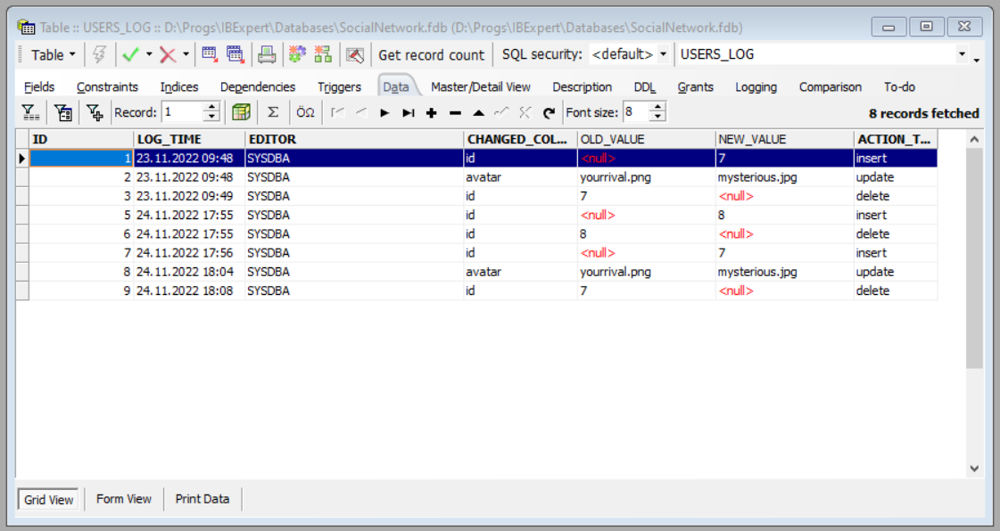 Table :: USERS_LOG :: D:\Progs\IBExpert\Databases\SocialNetwork.fdb (D:\Progs\IBExpert\Databases\SocialNetwork.fdb)
Table Get record count SQL security: <default> USERS_LOG
Fields Constraints Indices Dependencies Triggers Data Master/Detail View Description DDL Grants Logging Comparison To-do
Record: 1 Σ ÖΩ Font size: 8 8 records fetched
ID LOG_TIME EDITOR CHANGED_COL... OLD_VALUE NEW_VALUE ACTION_T...
1 23.11.2022 09:48 SYSDBA id <null> 7 insert
2 23.11.2022 09:48 SYSDBA avatar yourrival.png mysterious.jpg update
3 23.11.2022 09:49 SYSDBA id 7 <null> delete
5 24.11.2022 17:55 SYSDBA id <null> 8 insert
6 24.11.2022 17:55 SYSDBA id 8 <null> delete
7 24.11.2022 17:56 SYSDBA id <null> 7 insert
8 24.11.2022 18:04 SYSDBA avatar yourrival.png mysterious.jpg update
9 24.11.2022 18:08 SYSDBA id 7 <null> delete
Grid View Form View Print Data